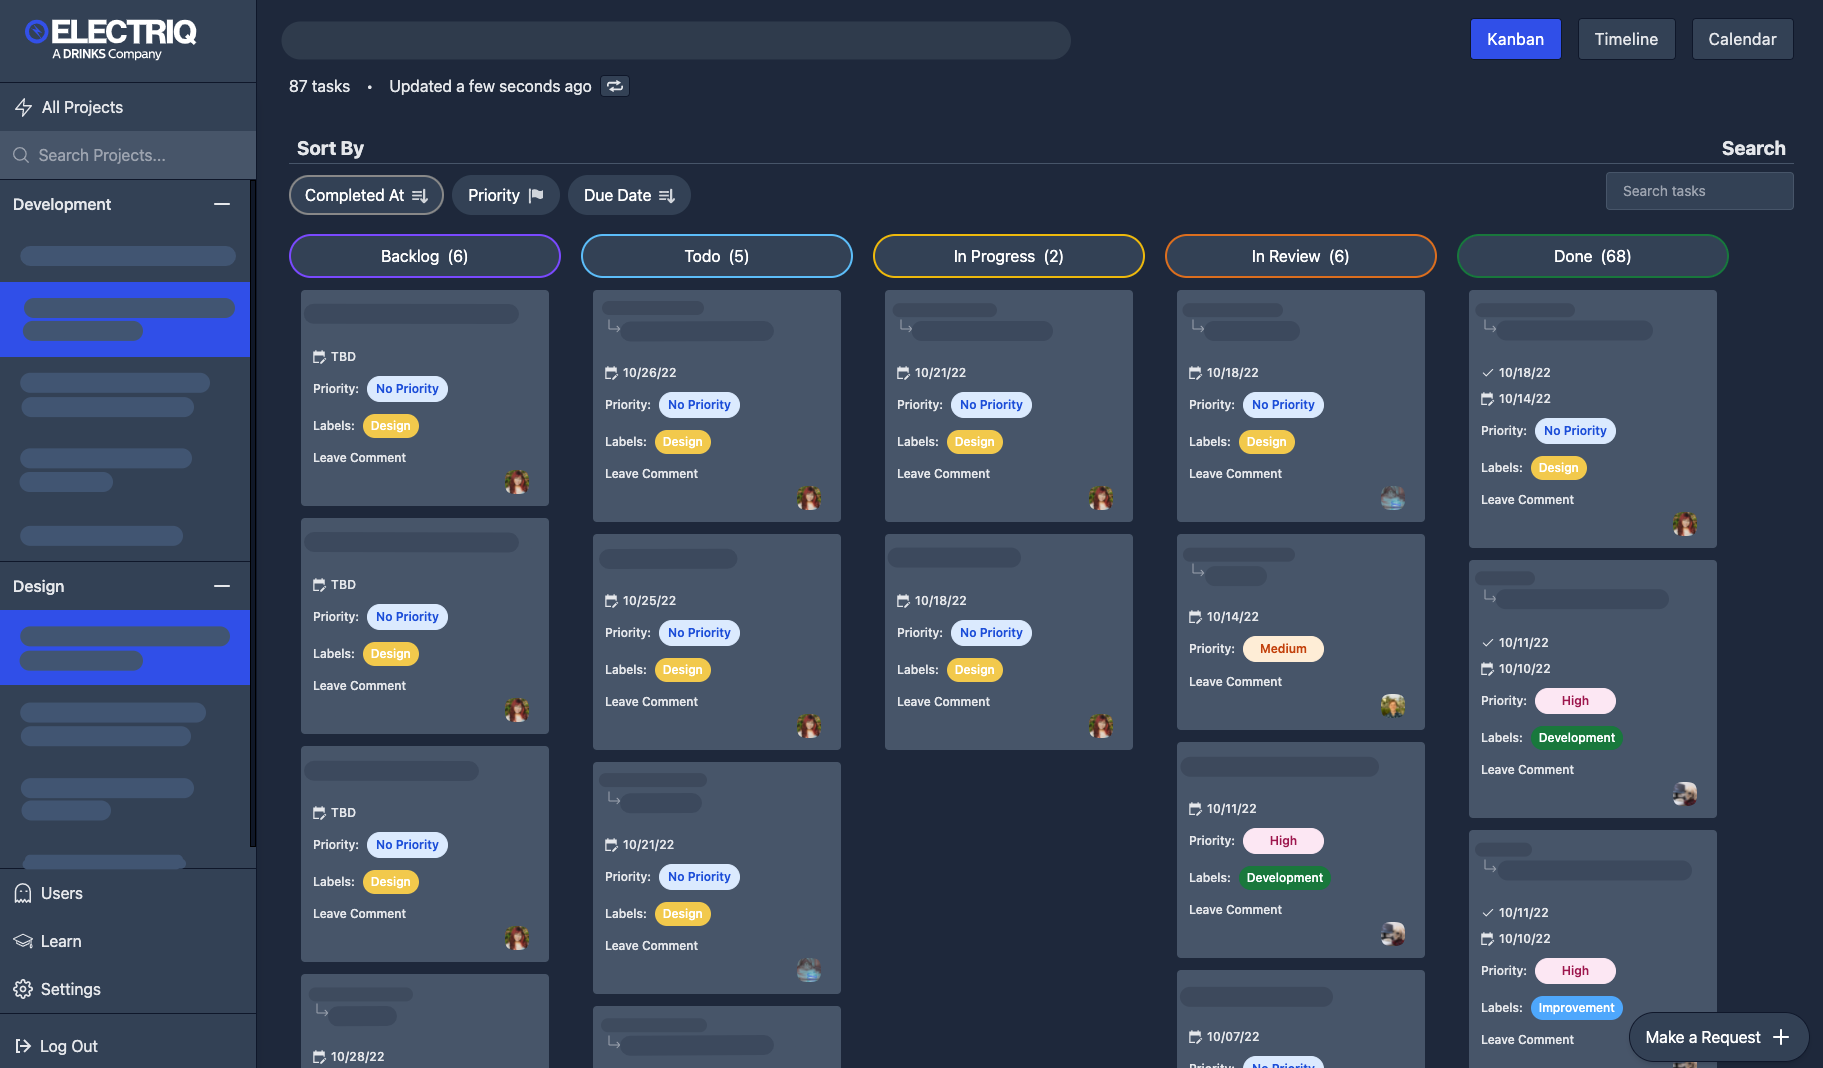 ELECTRIQ
A DRINKS Company
All Projects
Search Projects...
Development
Design
Users
Learn
Settings
Log Out
Kanban
Timeline
Calendar
87 tasks • Updated a few seconds ago
Sort By
Search
Completed At
Priority
Due Date
Search tasks
Backlog (6)
TBD
Priority: No Priority
Labels: Design
Leave Comment
TBD
Priority: No Priority
Labels: Design
Leave Comment
TBD
Priority: No Priority
Labels: Design
Leave Comment
10/28/22
Todo (5)
10/26/22
Priority: No Priority
Labels: Design
Leave Comment
10/25/22
Priority: No Priority
Labels: Design
Leave Comment
10/21/22
Priority: No Priority
Labels: Design
Leave Comment
In Progress (2)
10/21/22
Priority: No Priority
Labels: Design
Leave Comment
10/18/22
Priority: No Priority
Labels: Design
Leave Comment
In Review (6)
10/18/22
Priority: No Priority
Labels: Design
Leave Comment
10/14/22
Priority: Medium
Leave Comment
10/11/22
Priority: High
Labels: Development
Leave Comment
10/07/22
Priority: No Priority
Done (68)
10/18/22
10/14/22
Priority: No Priority
Labels: Design
Leave Comment
10/11/22
10/10/22
Priority: High
Labels: Development
Leave Comment
10/11/22
10/10/22
Priority: High
Labels: Improvement
Leave Comment
Make a Request